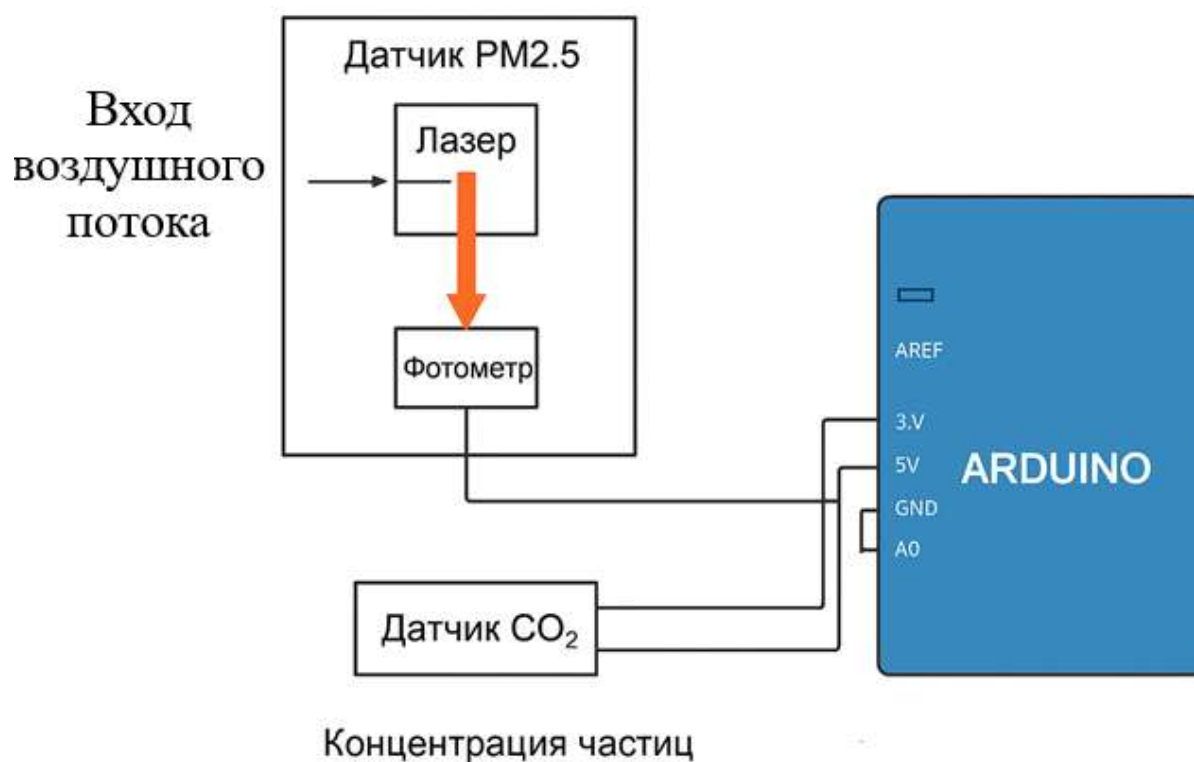 Датчик PM2.5
Вход
воздушного
потока
Лазер
Фотометр
AREF
3.V
5V
GND
A0
ARDUINO
Датчик CO₂
Концентрация частиц